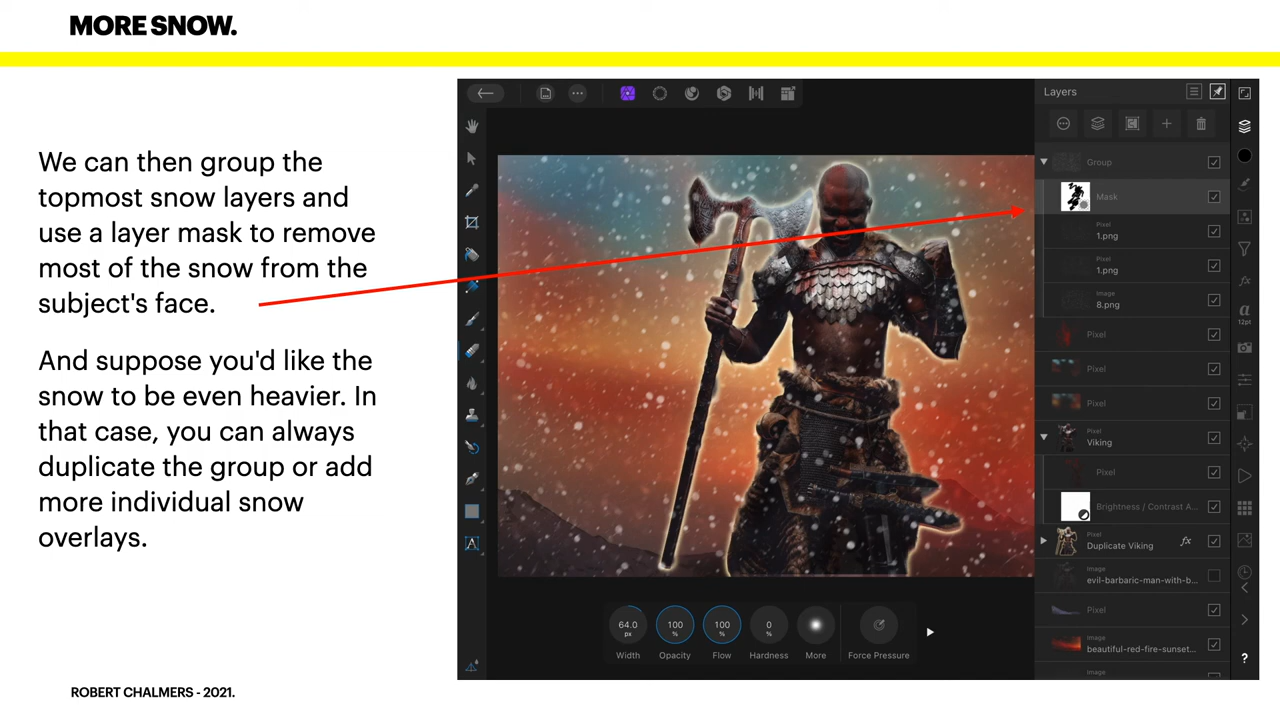 MORE SNOW.
We can then group the
topmost snow layers and
use a layer mask to remove
most of the snow from the
subject's face.
And suppose you'd like the
snow to be even heavier. In
that case, you can always
duplicate the group or add
more individual snow
overlays.
ROBERT CHALMERS - 2021.
Layers
Group
Mask
Pixel
1.png
Pixel
1.png
Image
8.png
Pixel
Pixel
Pixel
Pixel
Viking
Pixel
Brightness / Contrast A...
Pixel
Duplicate Viking
fx
Image
evil-barbaric-man-with-b...
Pixel
Image
beautiful-red-fire-sunset...
Image
fx
a
12pt
?
A
64.0
px
Width
100
%
Opacity
100
%
Flow
0
%
Hardness
More
Force Pressure